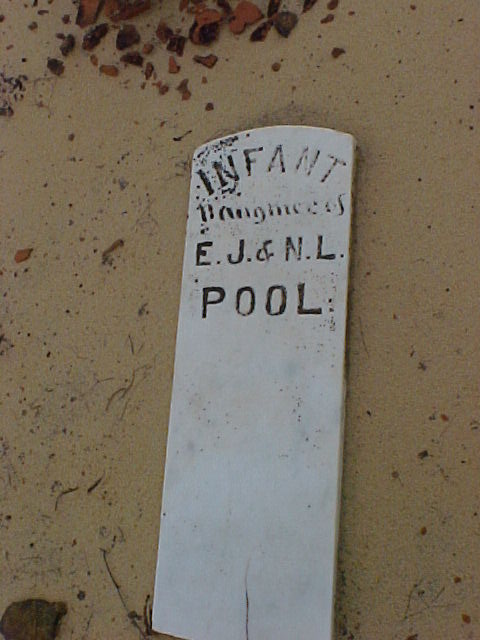 INFANT
Daughter of
E. J. & N. L.
POOL